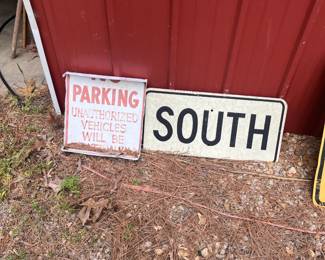 PARKING
UNAUTHORIZED
VEHICLES
WILL BE
SOUTH